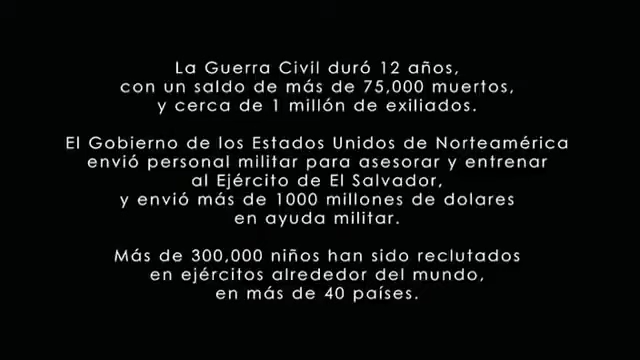 La Guerra Civil duró 12 años,
con un saldo de más de 75,000 muertos,
y cerca de 1 millón de exiliados.
El Gobierno de los Estados Unidos de Norteamérica
envió personal militar para asesorar y entrenar
al Ejército de El Salvador,
y envió más de 1000 millones de dolares
en ayuda militar.
Más de 300,000 niños han sido reclutados
en ejércitos alrededor del mundo,
en más de 40 países.